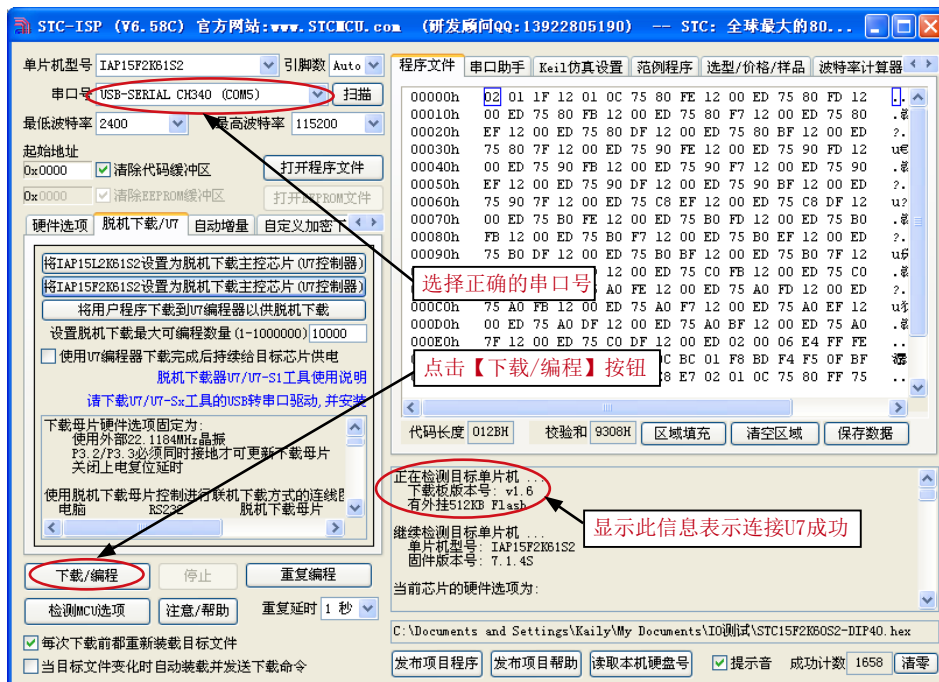 STC-ISP (V6.58C) 官方网站:www.STCMCU.com (研发顾问QQ:13922805190) -- STC: 全球最大的80...
单片机型号 IAP15F2K61S2 引脚数 Auto
串口号 USB-SERIAL CH340 (COM5) 扫描
最低波特率 2400 最高波特率 115200
起始地址
0x0000 清除代码缓冲区 打开程序文件
0x0000 清除EEPROM缓冲区 打开EEPROM文件
硬件选项 脱机下载/U7 自动增量 自定义加密下
将IAP15L2K61S2设置为脱机下载主控芯片(U7控制器)
将IAP15F2K61S2设置为脱机下载主控芯片(U7控制器)
将用户程序下载到U7编程器以供脱机下载
设置脱机下载最大可编程数量(1-1000000) 10000
使用U7编程器下载完成后持续给目标芯片供电
脱机下载器U7/U7-S1工具使用说明
请下载U7/U7-Sx工具的USB转串口驱动,并安装
下载母片硬件选项固定为:
使用外部22.1184MHz晶振
P3.2/P3.3必须同时接地才可更新下载母片
关闭上电复位延时
使用脱机下载母片控制进行联机下载方式的连线
电脑 RS232 脱机下载母片
下载/编程 停止 重复编程
检测MCU选项 注意/帮助 重复延时 1 秒
每次下载前都重新装载目标文件
当目标文件变化时自动装载并发送下载命令
程序文件 串口助手 Keil仿真设置 范例程序 选型/价格/样品 波特率计算器
00000h 02 01 1F 12 01 0C 75 80 FE 12 00 ED 75 80 FD 12
00010h 00 ED 75 80 FB 12 00 ED 75 80 F7 12 00 ED 75 80
00020h EF 12 00 ED 75 80 DF 12 00 ED 75 80 BF 12 00 ED ?.
00030h 75 80 7F 12 00 ED 75 90 FE 12 00 ED 75 90 FD 12 u€
00040h 00 ED 75 90 FB 12 00 ED 75 90 F7 12 00 ED 75 90
00050h EF 12 00 ED 75 90 DF 12 00 ED 75 90 BF 12 00 ED ?.
00060h 75 90 7F 12 00 ED 75 C8 EF 12 00 ED 75 C8 DF 12 u?
00070h 00 ED 75 B0 FE 12 00 ED 75 B0 FD 12 00 ED 75 B0
00080h FB 12 00 ED 75 B0 F7 12 00 ED 75 B0 EF 12 00 ED ?.
00090h 75 B0 DF 12 00 ED 75 B0 BF 12 00 ED 75 B0 7F 12
12 00 ED 75 C0 FB 12 00 ED 75 C0
A0 FE 12 00 ED 75 A0 FD 12 00 ED ?.
000C0h 75 A0 FB 12 00 ED 75 A0 F7 12 00 ED 75 A0 EF 12
000D0h 00 ED 75 A0 DF 12 00 ED 75 A0 BF 12 00 ED 75 A0
000E0h 7F 12 00 ED 75 C0 DF 12 00 ED 02 00 06 E4 FF FE
BC 01 F8 BD F4 F5 0F BF
E7 02 01 0C 75 80 FF 75 ..
选择正确的串口号
点击【下载/编程】按钮
代码长度 012BH 校验和 9308H 区域填充 清空区域 保存数据
正在检测目标单片机 ...
下载板版本号: v1.6
有外挂512KB Flash
显示此信息表示连接U7成功
继续检测目标单片机 ...
单片机型号: IAP15F2K61S2
固件版本号: 7.1.4S
当前芯片的硬件选项为:
C:\Documents and Settings\Kaily\My Documents\IO测试\STC15F2K60S2-DIP40.hex
发布项目程序 发布项目帮助 读取本机硬盘号 提示音 成功计数 1658 清零